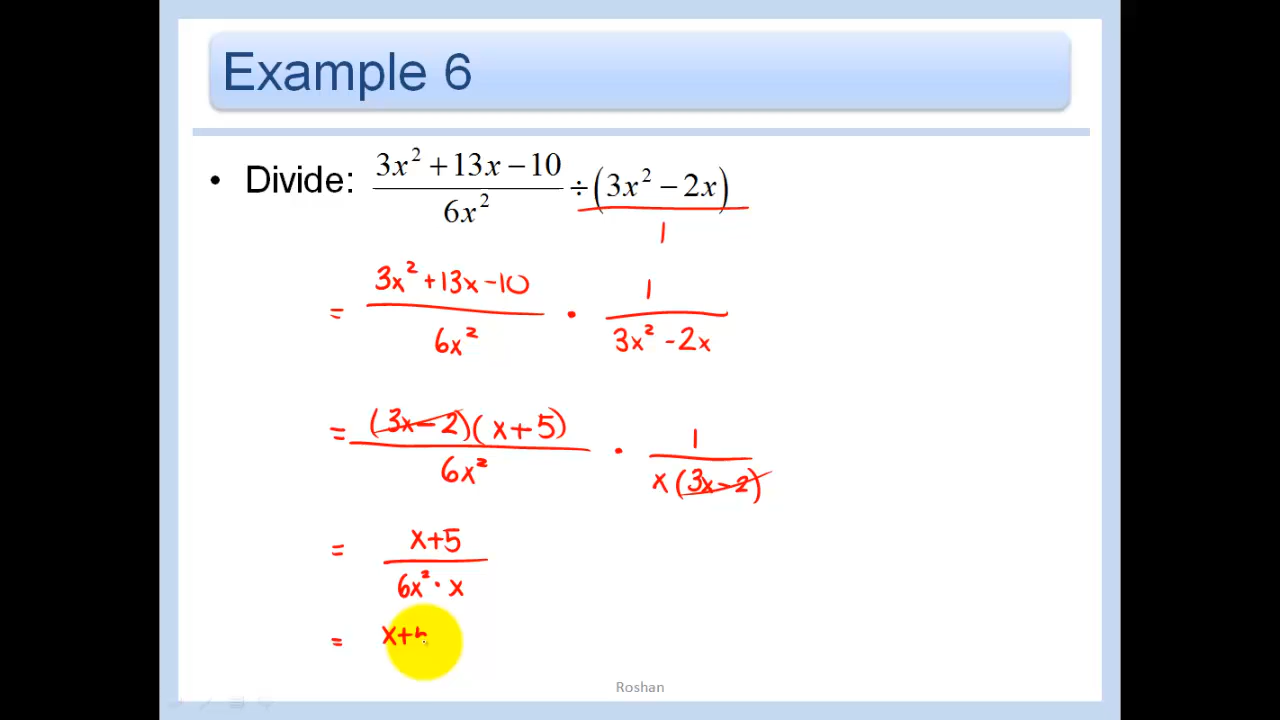 Example 6
• Divide: (3x² + 13x − 10)/(6x²) ÷ (3x² − 2x)/1
= (3x² + 13x − 10)/(6x²) · 1/(3x² − 2x)
= (3x − 2)(x + 5)/(6x²) · 1/(x(3x − 2))
= (x+5)/(6x² · x)
= x+
Roshan